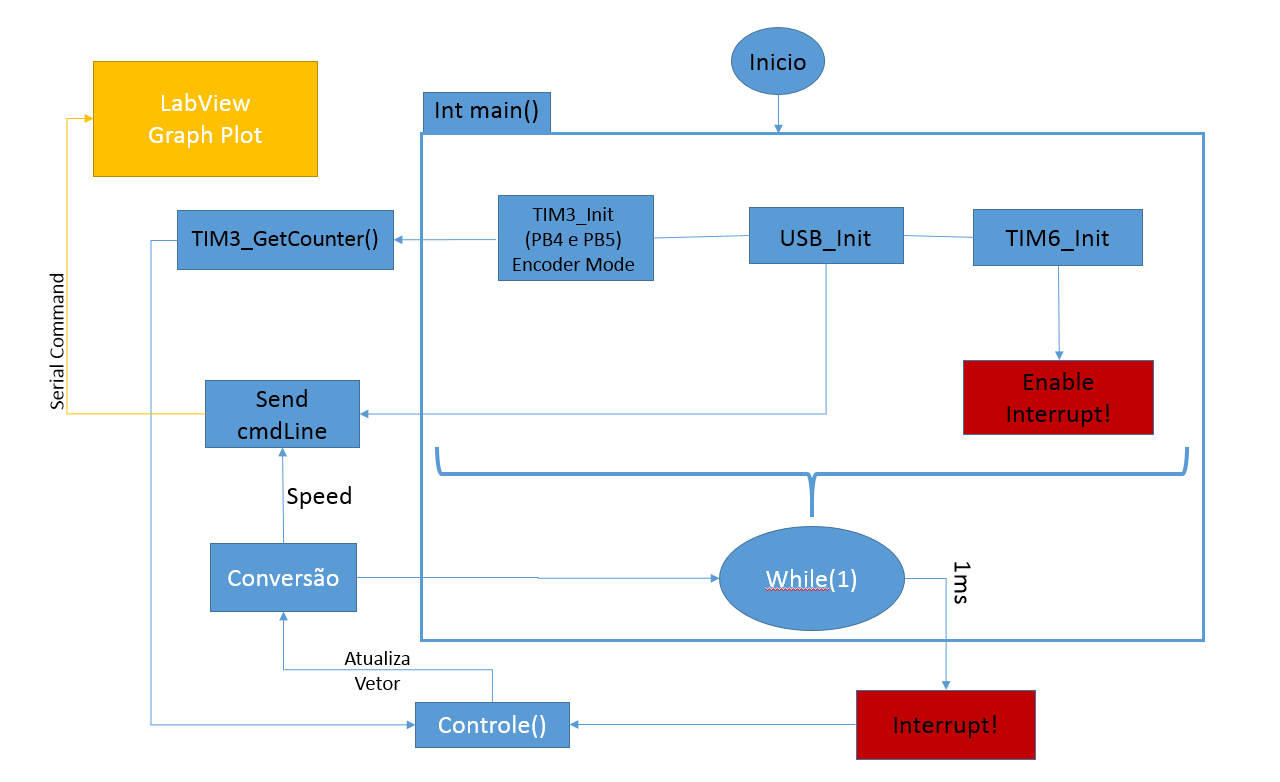 Inicio
Int main()
LabView
Graph Plot
TIM3_GetCounter()
TIM3_Init
(PB4 e PB5)
Encoder Mode
USB_Init
TIM6_Init
Serial Command
Enable
Interrupt!
Send
cmdLine
Speed
Conversão
While(1)
1ms
Atualiza
Vetor
Controle()
Interrupt!